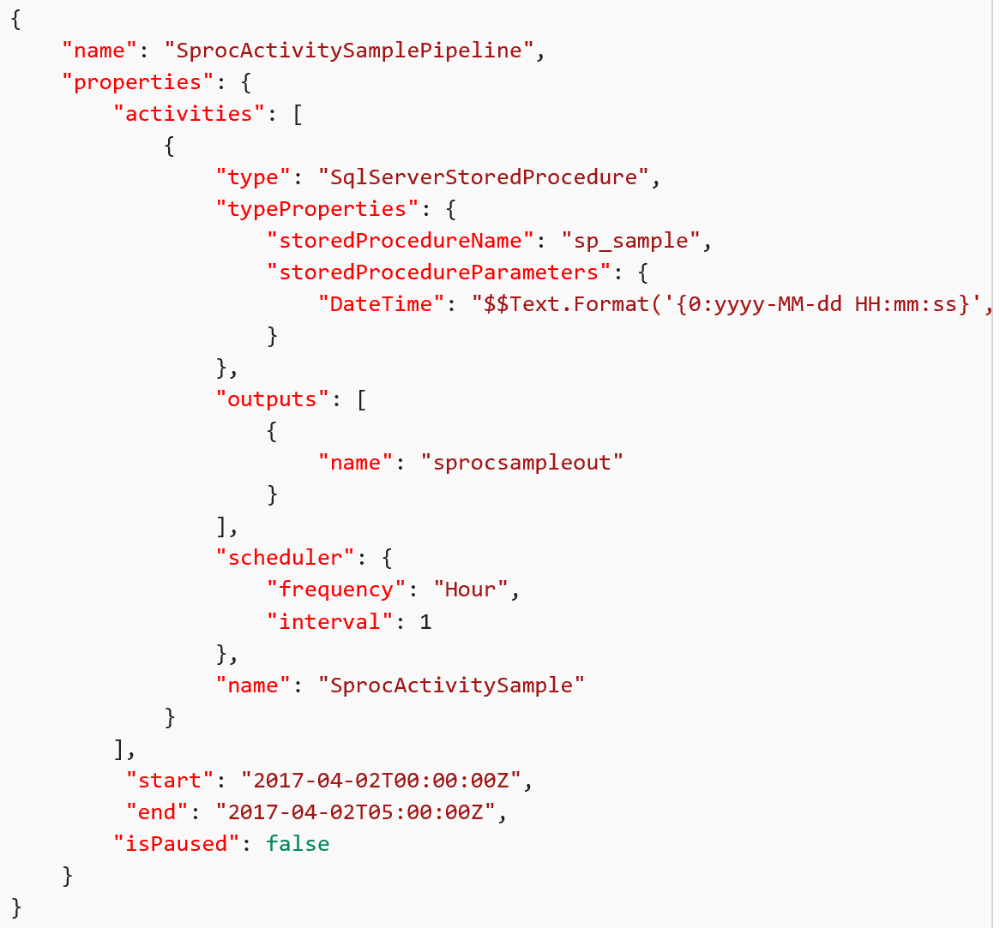 {
    "name": "SprocActivitySamplePipeline",
    "properties": {
        "activities": [
            {
                "type": "SqlServerStoredProcedure",
                "typeProperties": {
                    "storedProcedureName": "sp_sample",
                    "storedProcedureParameters": {
                        "DateTime": "$$Text.Format('{0:yyyy-MM-dd HH:mm:ss}',
                    }
                },
                "outputs": [
                    {
                        "name": "sprocsampleout"
                    }
                ],
                "scheduler": {
                    "frequency": "Hour",
                    "interval": 1
                },
                "name": "SprocActivitySample"
            }
        ],
         "start": "2017-04-02T00:00:00Z",
         "end": "2017-04-02T05:00:00Z",
        "isPaused": false
    }
}